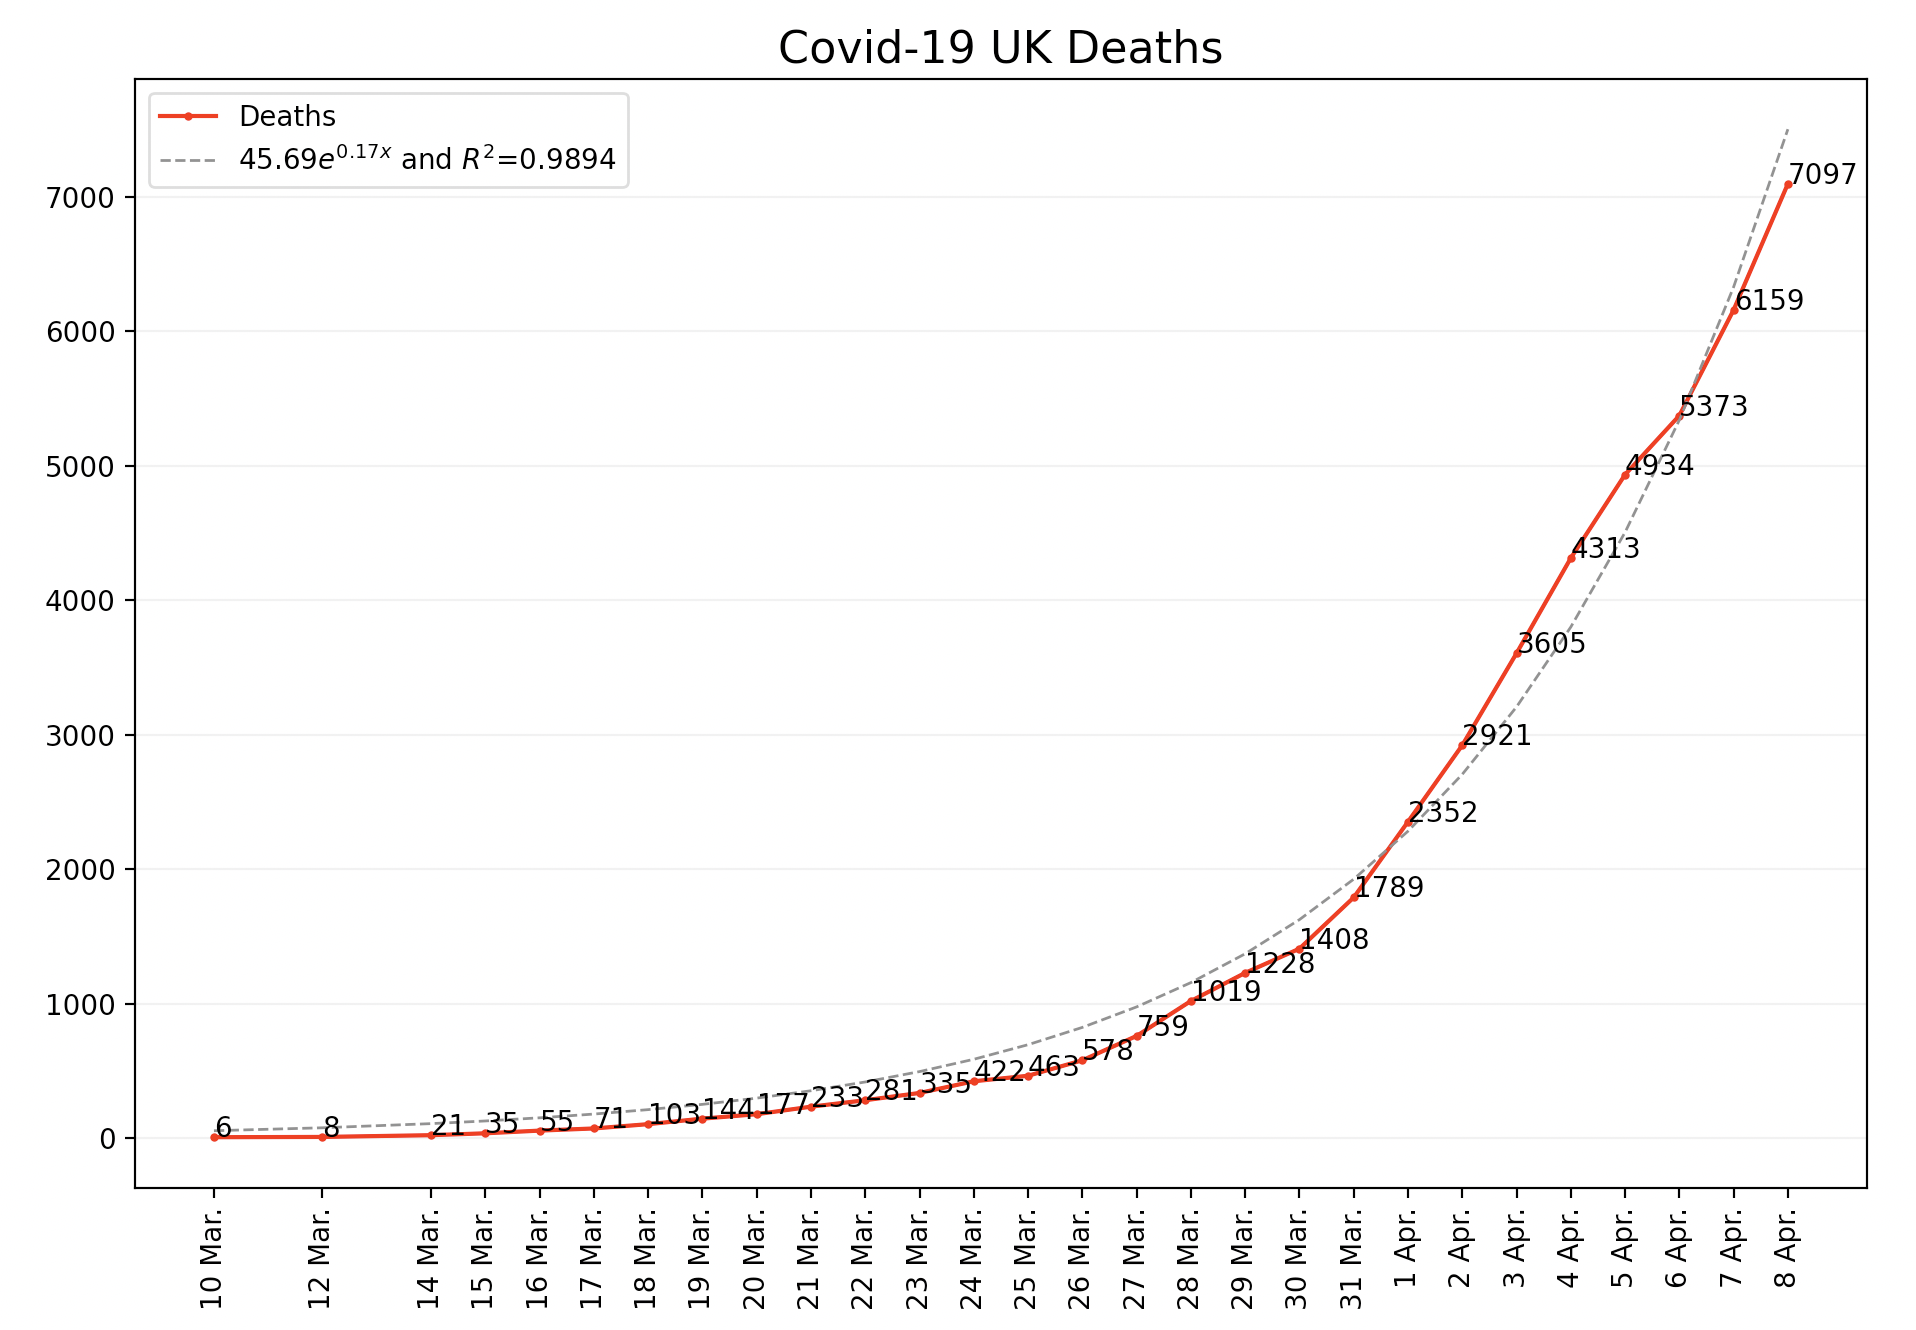 Covid-19 UK Deaths
Deaths
45.69e^{0.17x} and R^2=0.9894
7000
6000
5000
4000
3000
2000
1000
0
6
8
21
35
55
71
103
144
177
233
281
335
422
463
578
759
1019
1228
1408
1789
2352
2921
3605
4313
4934
5373
6159
7097
10 Mar.
12 Mar.
14 Mar.
15 Mar.
16 Mar.
17 Mar.
18 Mar.
19 Mar.
20 Mar.
21 Mar.
22 Mar.
23 Mar.
24 Mar.
25 Mar.
26 Mar.
27 Mar.
28 Mar.
29 Mar.
30 Mar.
31 Mar.
1 Apr.
2 Apr.
3 Apr.
4 Apr.
5 Apr.
6 Apr.
7 Apr.
8 Apr.